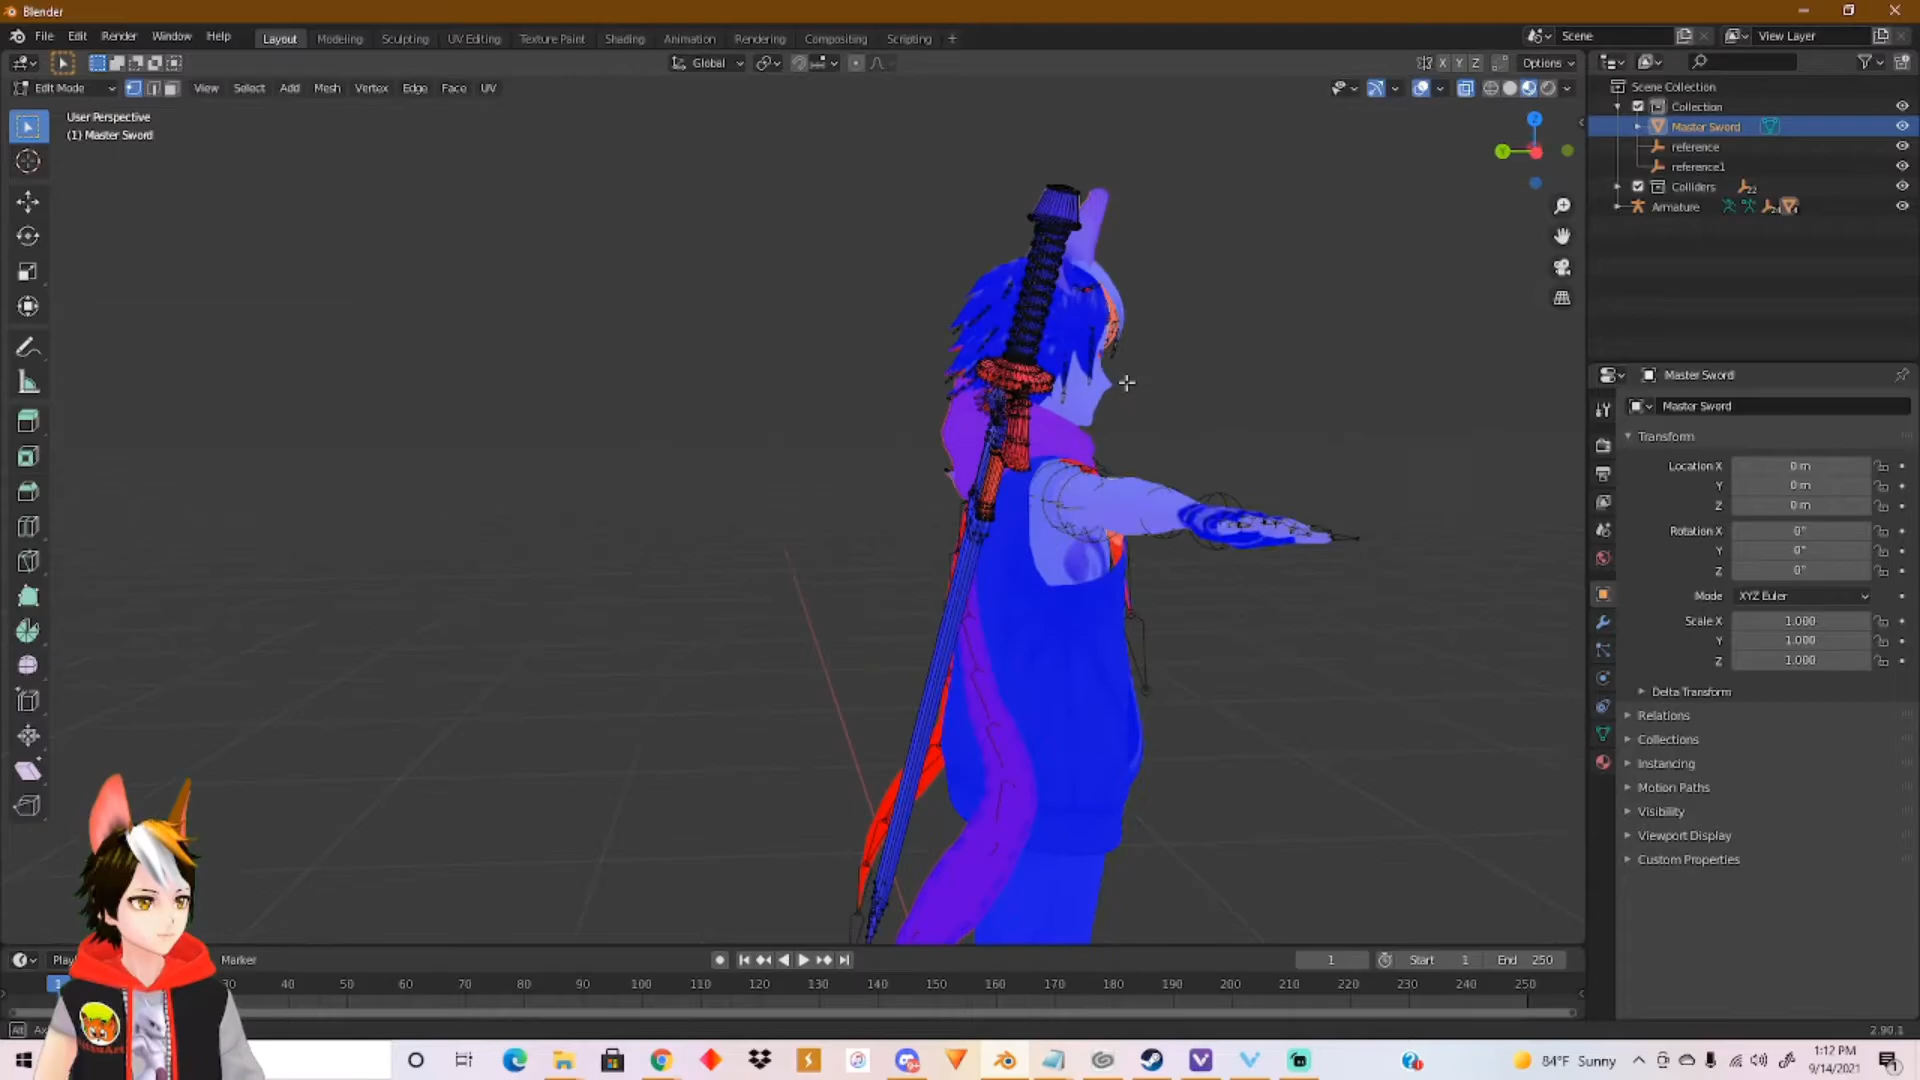 Blender
File Edit Render Window Help Layout Modeling Sculpting UV Editing Texture Paint Shading Animation Rendering Compositing Scripting + Scene View Layer
Global X Y Z Options
Edit Mode View Select Add Mesh Vertex Edge Face UV
User Perspective
(1) Master Sword
Z
Y
Scene Collection
Collection
Master Sword
reference
reference1
Colliders 22
Armature
Master Sword
Master Sword
Transform
Location X 0 m
Y 0 m
Z 0 m
Rotation X 0°
Y 0°
Z 0°
Mode XYZ Euler
Scale X 1.000
Y 1.000
Z 1.000
Delta Transform
Relations
Collections
Instancing
Motion Paths
Visibility
Viewport Display
Custom Properties
Marker 1 Start 1 End 250
1 30 40 50 60 70 80 90 100 110 120 130 140 150 160 170 180 190 200 210 220 230 240 250
2.90.1
84°F Sunny
1:12 PM
9/14/2021